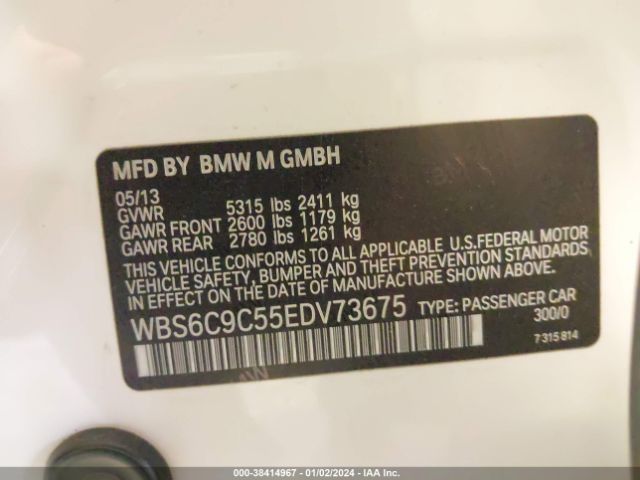 MFD BY BMW M GMBH
05/13
GVWR 5315 lbs 2411 kg
GAWR FRONT 2600 lbs 1179 kg
GAWR REAR 2780 lbs 1261 kg
THIS VEHICLE CONFORMS TO ALL APPLICABLE U.S.FEDERAL MOTOR
VEHICLE SAFETY, BUMPER AND THEFT PREVENTION STANDARDS
IN EFFECT ON THE DATE OF MANUFACTURE SHOWN ABOVE.
WBS6C9C55EDV73675 TYPE: PASSENGER CAR
300/0
7 315 814
000-38414967 - 01/02/2024 - IAA Inc.